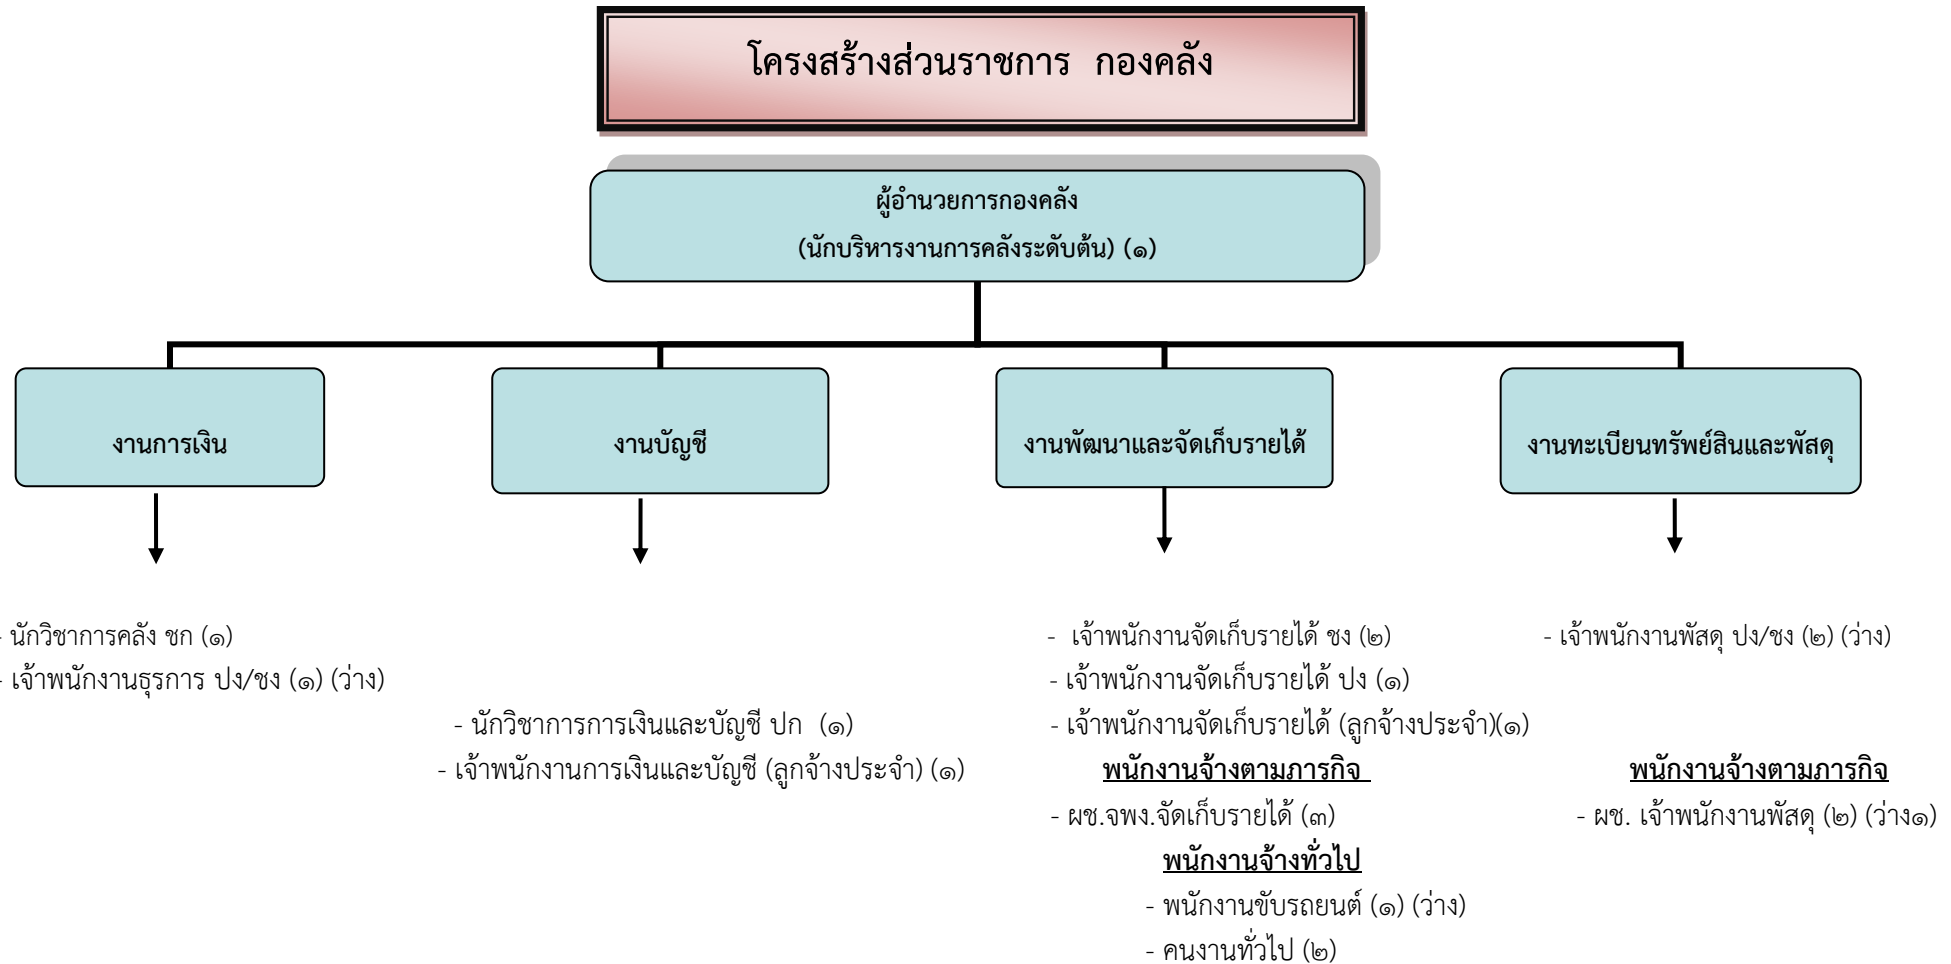 โครงสร้างส่วนราชการ กองคลัง
ผู้อำนวยการกองคลัง
(นักบริหารงานการคลังระดับต้น) (๑)
งานการเงิน
- นักวิชาการคลัง ชก (๑)
- เจ้าพนักงานธุรการ ปง/ชง (๑) (ว่าง)
งานบัญชี
- นักวิชาการการเงินและบัญชี ปก (๑)
- เจ้าพนักงานการเงินและบัญชี (ลูกจ้างประจำ) (๑)
งานพัฒนาและจัดเก็บรายได้
- เจ้าพนักงานจัดเก็บรายได้ ชง (๒)
- เจ้าพนักงานจัดเก็บรายได้ ปง (๑)
- เจ้าพนักงานจัดเก็บรายได้ (ลูกจ้างประจำ)(๑)
พนักงานจ้างตามภารกิจ
- ผช.จพง.จัดเก็บรายได้ (๓)
พนักงานจ้างทั่วไป
- พนักงานขับรถยนต์ (๑) (ว่าง)
- คนงานทั่วไป (๒)
งานทะเบียนทรัพย์สินและพัสดุ
- เจ้าพนักงานพัสดุ ปง/ชง (๒) (ว่าง)
พนักงานจ้างตามภารกิจ
- ผช. เจ้าพนักงานพัสดุ (๒) (ว่าง๑)